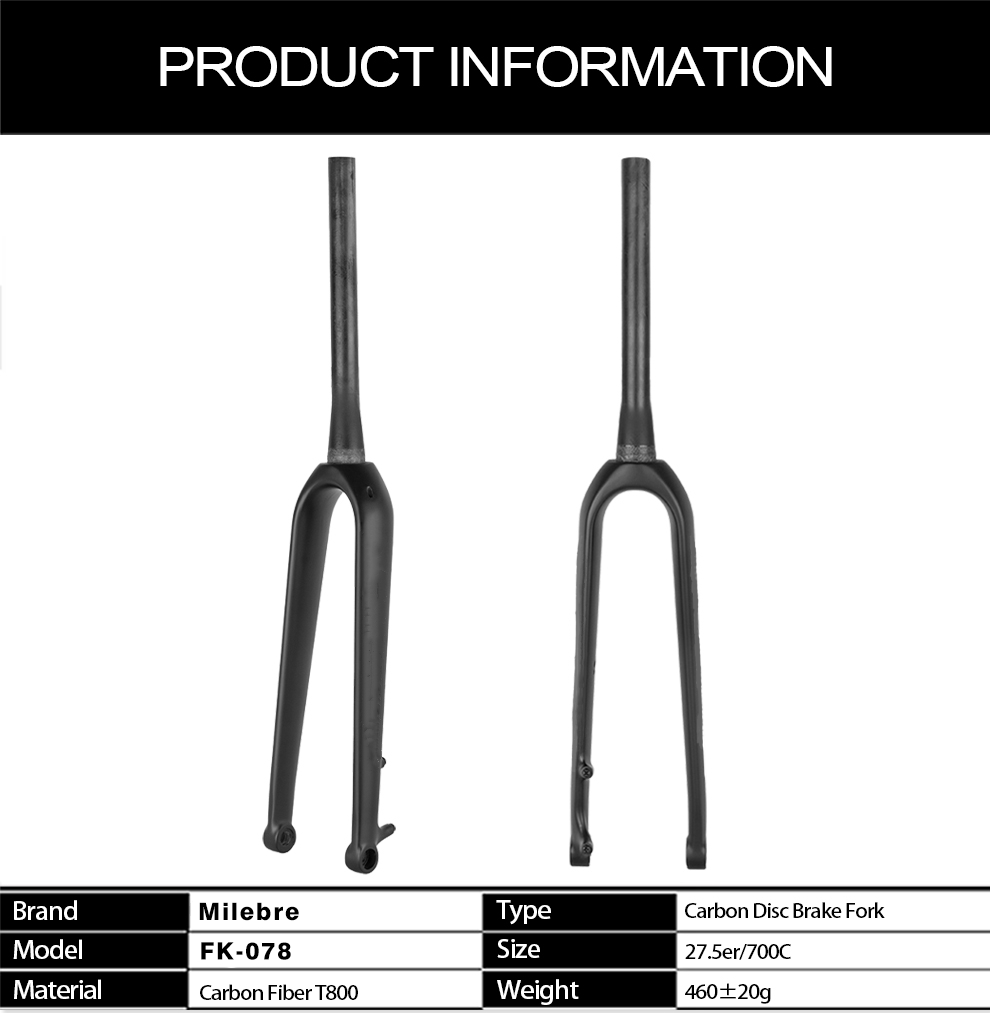 PRODUCT INFORMATION
Brand Milebre Type Carbon Disc Brake Fork
Model FK-078 Size 27.5er/700C
Material Carbon Fiber T800 Weight 460±20g